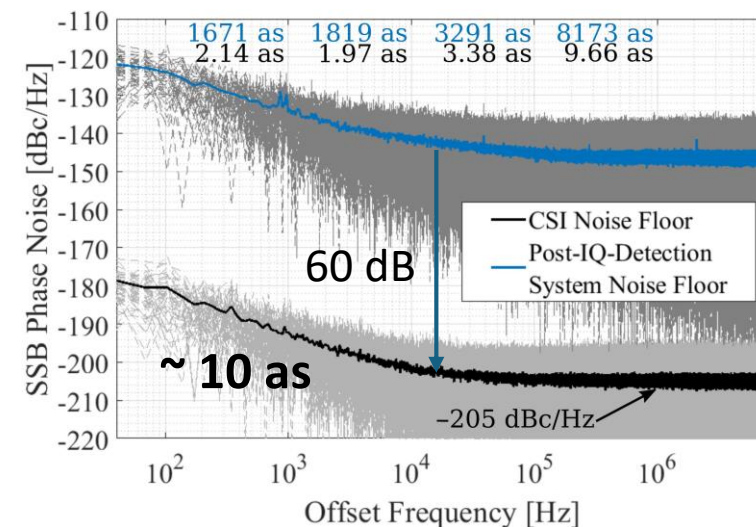 1671 as 1819 as 3291 as 8173 as
2.14 as 1.97 as 3.38 as 9.66 as
-110
-120
-130
-140
-150
-160
-170
-180
-190
-200
-210
-220
SSB Phase Noise [dBc/Hz]
CSI Noise Floor
Post-IQ-Detection
System Noise Floor
60 dB
~ 10 as
–205 dBc/Hz
10² 10³ 10⁴ 10⁵ 10⁶
Offset Frequency [Hz]